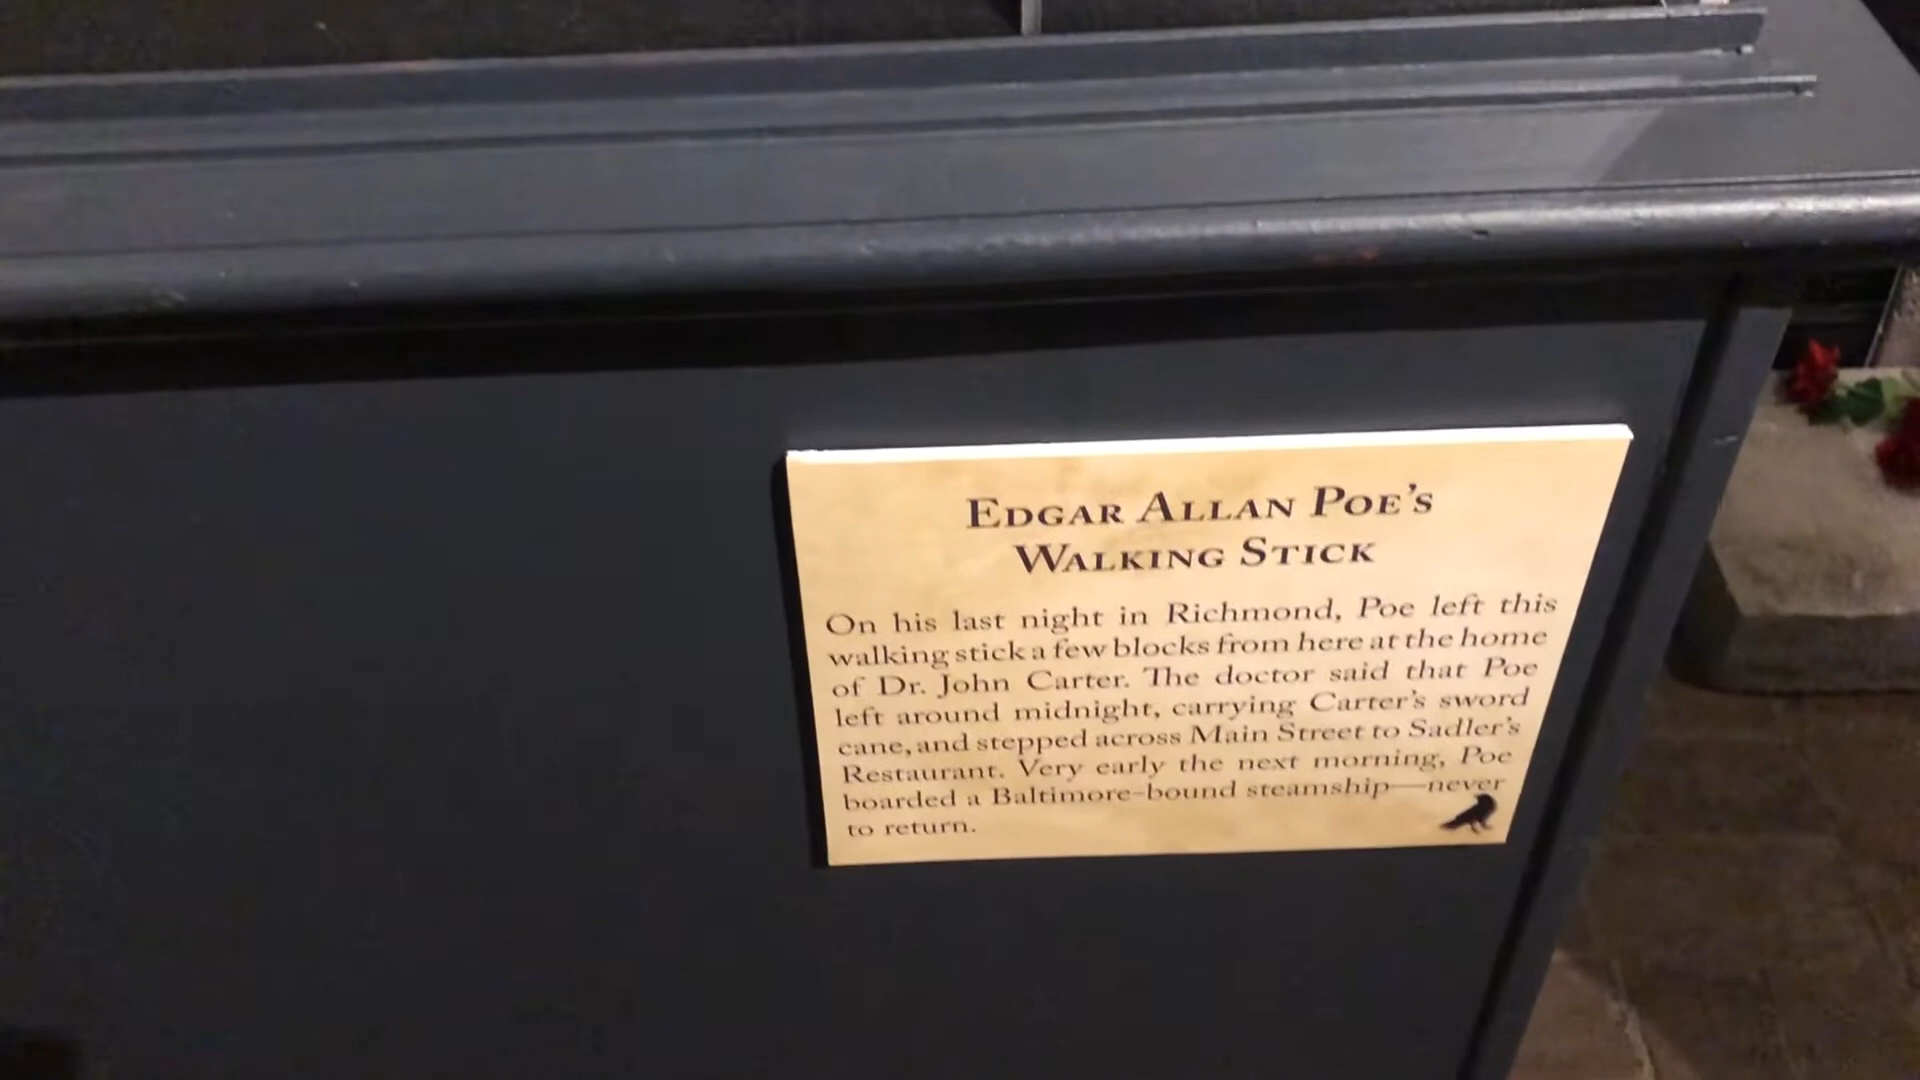 EDGAR ALLAN POE'S
WALKING STICK
On his last night in Richmond, Poe left this
walking stick a few blocks from here at the home
of Dr. John Carter. The doctor said that Poe
left around midnight, carrying Carter's sword
cane, and stepped across Main Street to Sadler's
Restaurant. Very early the next morning, Poe
boarded a Baltimore-bound steamship—never
to return.